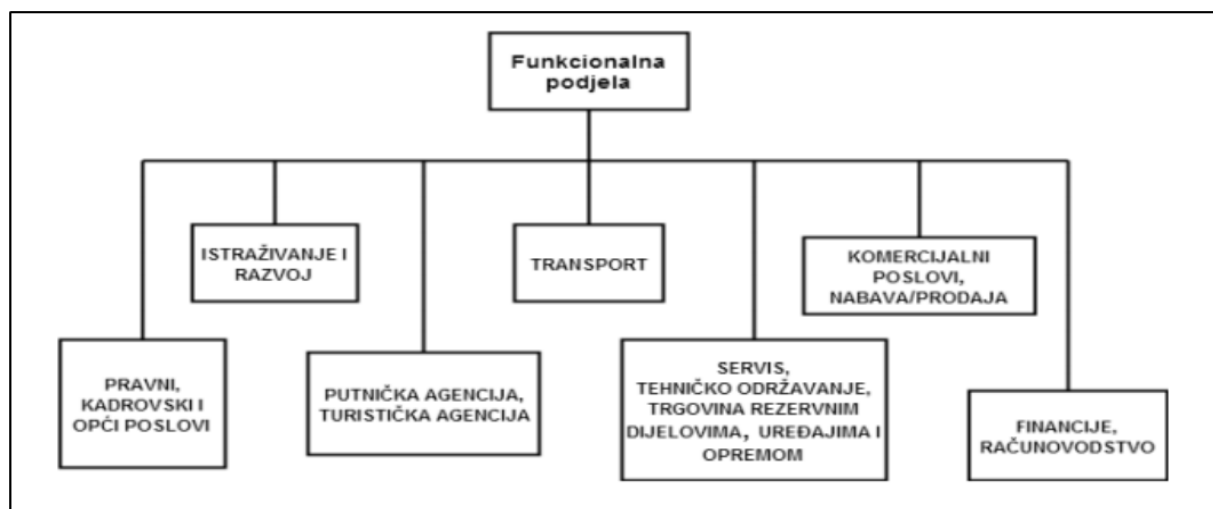 Funkcionalna
podjela
ISTRAŽIVANJE I
RAZVOJ
TRANSPORT
KOMERCIJALNI
POSLOVI,
NABAVA/PRODAJA
PRAVNI,
KADROVSKI I
OPĆI POSLOVI
PUTNIČKA AGENCIJA,
TURISTIČKA AGENCIJA
SERVIS,
TEHNIČKO ODRŽAVANJE,
TRGOVINA REZERVNIM
DIJELOVIMA, UREĐAJIMA I
OPREMOM
FINANCIJE,
RAČUNOVODSTVO